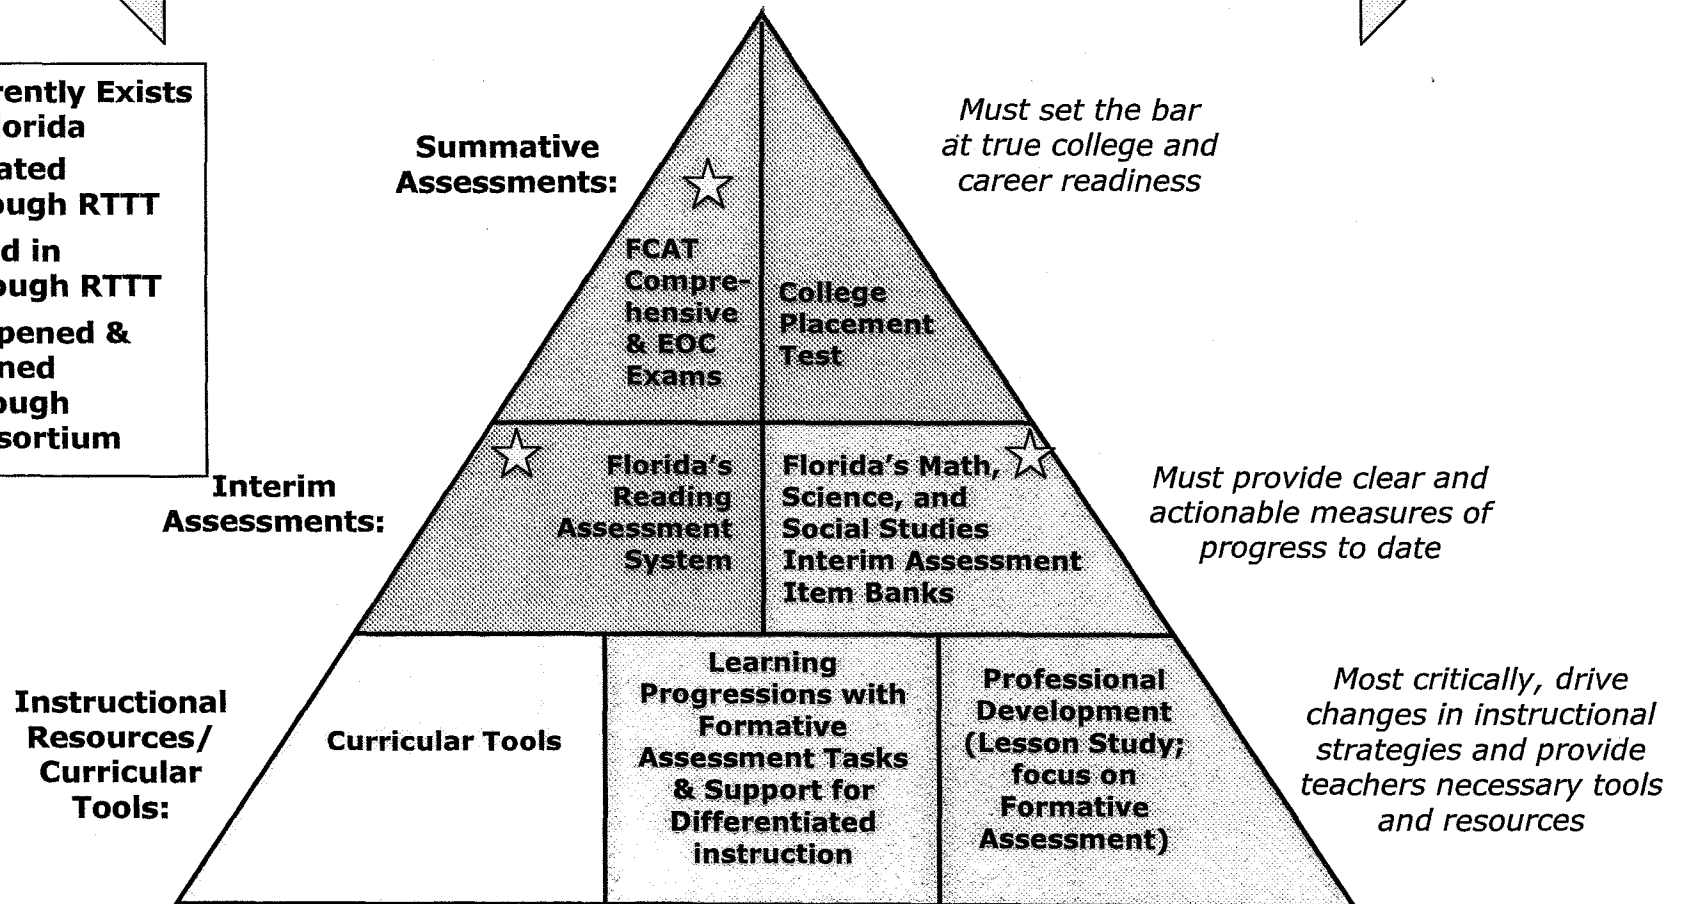 rently Exists
lorida
ated
ough RTTT
d in
ough RTTT
pened &
ned
ough
sortium
Summative
Assessments:
FCAT
Compre-
hensive
& EOC
Exams
College
Placement
Test
Must set the bar
at true college and
career readiness
Interim
Assessments:
Florida's
Reading
Assessment
System
Florida's Math,
Science, and
Social Studies
Interim Assessment
Item Banks
Must provide clear and
actionable measures of
progress to date
Instructional
Resources/
Curricular
Tools:
Curricular Tools
Learning
Progressions with
Formative
Assessment Tasks
& Support for
Differentiated
instruction
Professional
Development
(Lesson Study;
focus on
Formative
Assessment)
Most critically, drive
changes in instructional
strategies and provide
teachers necessary tools
and resources